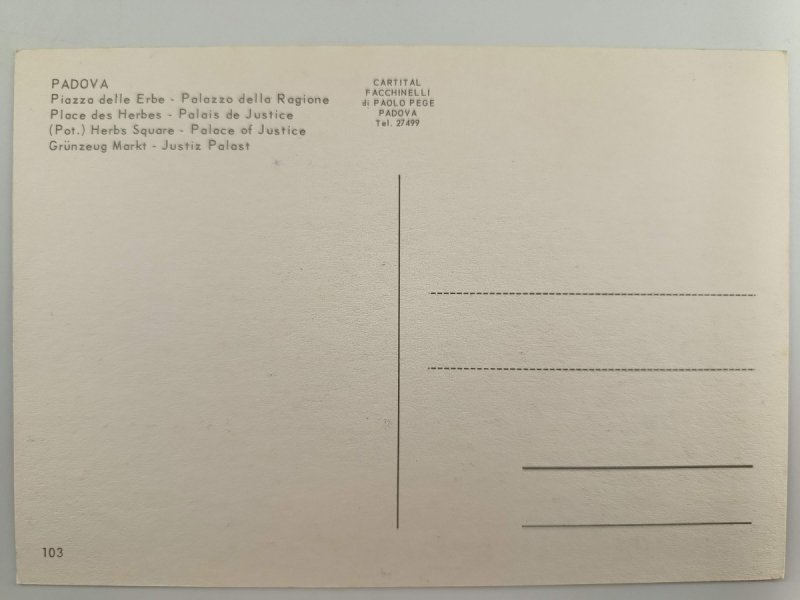 PADOVA
Piazza delle Erbe - Palazzo della Ragione
Place des Herbes - Palais de Justice
(Pot.) Herbs Square - Palace of Justice
Grünzeug Markt - Justiz Palast
CARTITAL
FACCHINELLI
di PAOLO PEGE
PADOVA
Tel. 27499
103